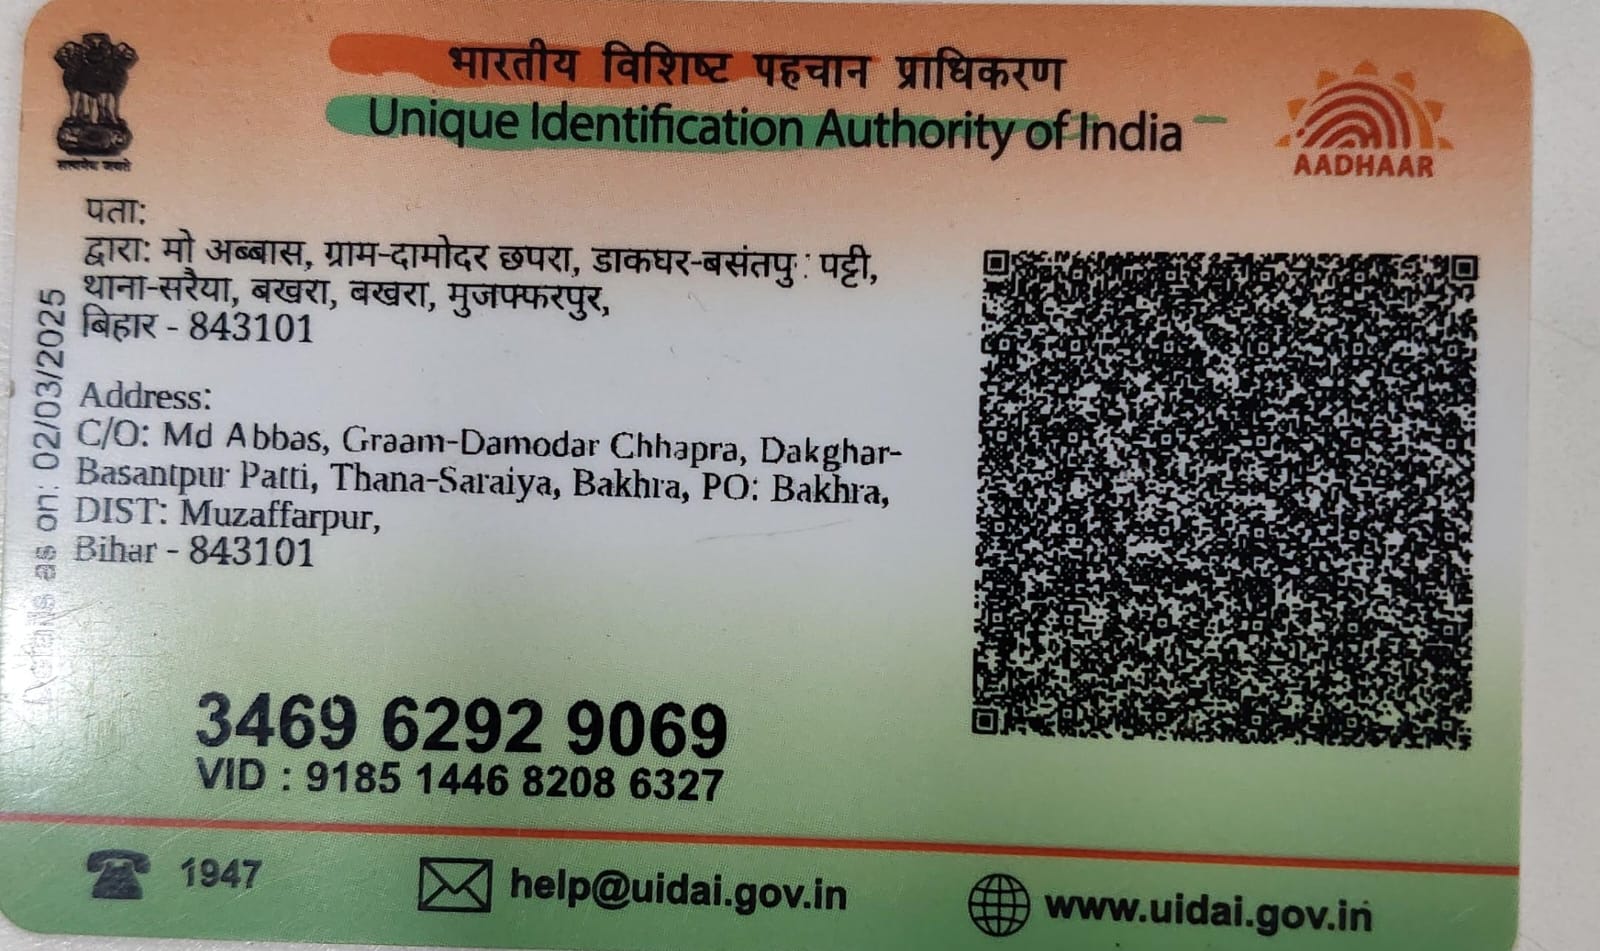 भारतीय विशिष्ट पहचान प्राधिकरण
Unique Identification Authority of India
AADHAAR
सत्यमेव जयते
पता:
द्वारा: मो अब्बास, ग्राम-दामोदर छपरा, डाकघर-बसंतपु: पट्टी,
थाना-सरैया, बखरा, बखरा, मुजफ्फरपुर,
बिहार - 843101
Address:
C/O: Md Abbas, Graam-Damodar Chhapra, Dakghar-
Basantpur Patti, Thana-Saraiya, Bakhra, PO: Bakhra,
DIST: Muzaffarpur,
Bihar - 843101
as on: 02/03/2025
3469 6292 9069
VID : 9185 1446 8208 6327
1947
help@uidai.gov.in
www.uidai.gov.in